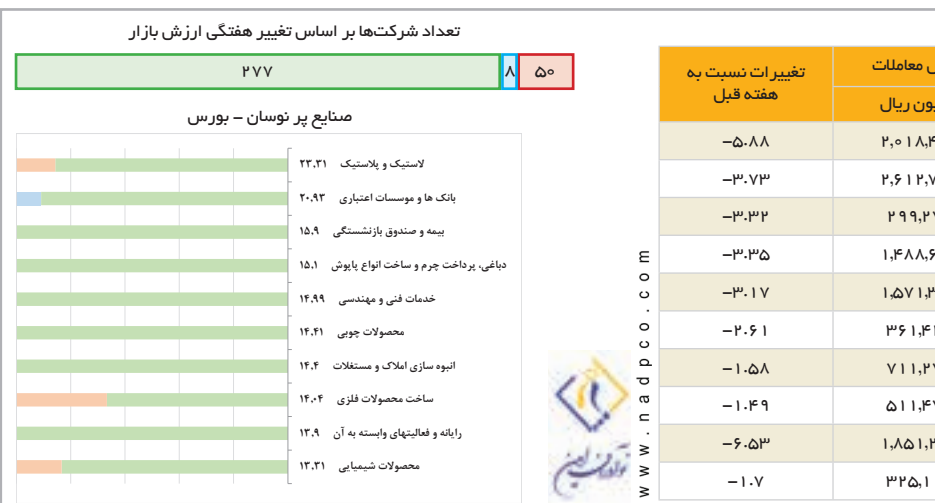 تعداد شرکت‌ها بر اساس تغییر هفتگی ارزش بازار
۲۷۷ ۸ ۵۰
صنایع پر نوسان - بورس
لاستیک و پلاستیک ۲۳,۳۱
بانک ها و موسسات اعتباری ۲۰,۹۳
بیمه و صندوق بازنشستگی ۱۵,۹
دباغی، پرداخت چرم و ساخت انواع پاپوش ۱۵,۱
خدمات فنی و مهندسی ۱۴,۹۹
محصولات چوبی ۱۴,۴۱
انبوه سازی املاک و مستغلات ۱۴,۴
ساخت محصولات فلزی ۱۴,۰۴
رایانه و فعالیتهای وابسته به آن ۱۳,۹
محصولات شیمیایی ۱۳,۳۱
معاملات
ریال
تغییرات نسبت به
هفته قبل
-۵.۸۸
-۳.۷۳
-۳.۳۲
-۳.۳۵
-۳.۱۷
-۲.۶۱
-۱.۵۸
-۱.۴۹
-۶.۵۳
-۱.۷
www.nadpco.com
نوآوران امین